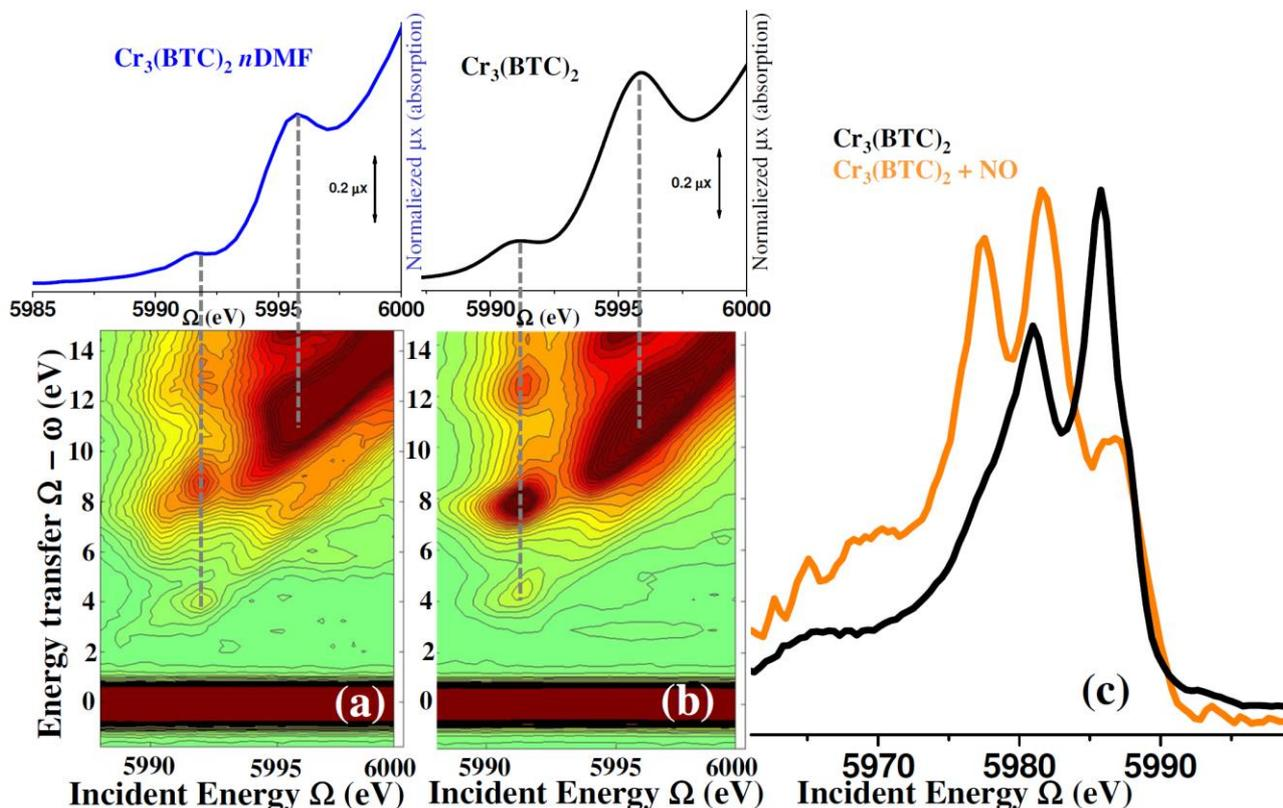 Cr₃(BTC)₂ nDMF
Normaliezed µx (absorption)
0.2 µx
5985 5990 5995 6000
Ω (eV)
Cr₃(BTC)₂
Normalized µx (absorption)
0.2 µx
5990 5995 6000
Ω (eV)
Energy transfer Ω − ω (eV)
14
12
10
8
6
4
2
0
(a)
5990 5995 6000
Incident Energy Ω (eV)
14
12
10
8
6
4
2
0
(b)
5990 5995 6000
Incident Energy Ω (eV)
Cr₃(BTC)₂
Cr₃(BTC)₂ + NO
(c)
5970 5980 5990
Incident Energy Ω (eV)